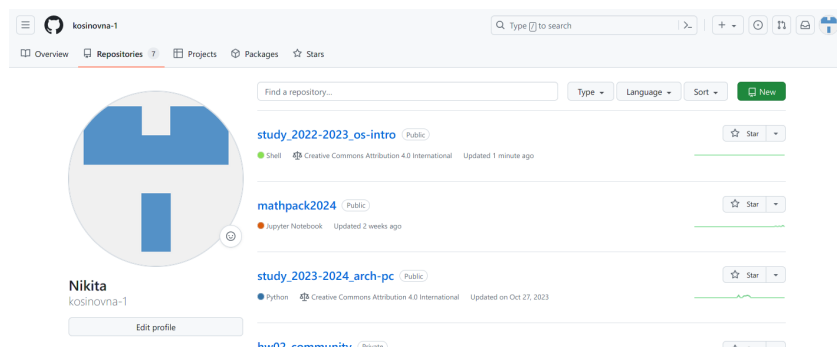 kosinovna-1
Type / to search
Overview Repositories 7 Projects Packages Stars
Find a repository...
Type Language Sort New
study_2022-2023_os-intro Public
Star
Shell Creative Commons Attribution 4.0 International Updated 1 minute ago
mathpack2024 Public
Star
Jupyter Notebook Updated 2 weeks ago
study_2023-2024_arch-pc Public
Star
Python Creative Commons Attribution 4.0 International Updated on Oct 27, 2023
Nikita
kosinovna-1
Edit profile
hw02_community Private